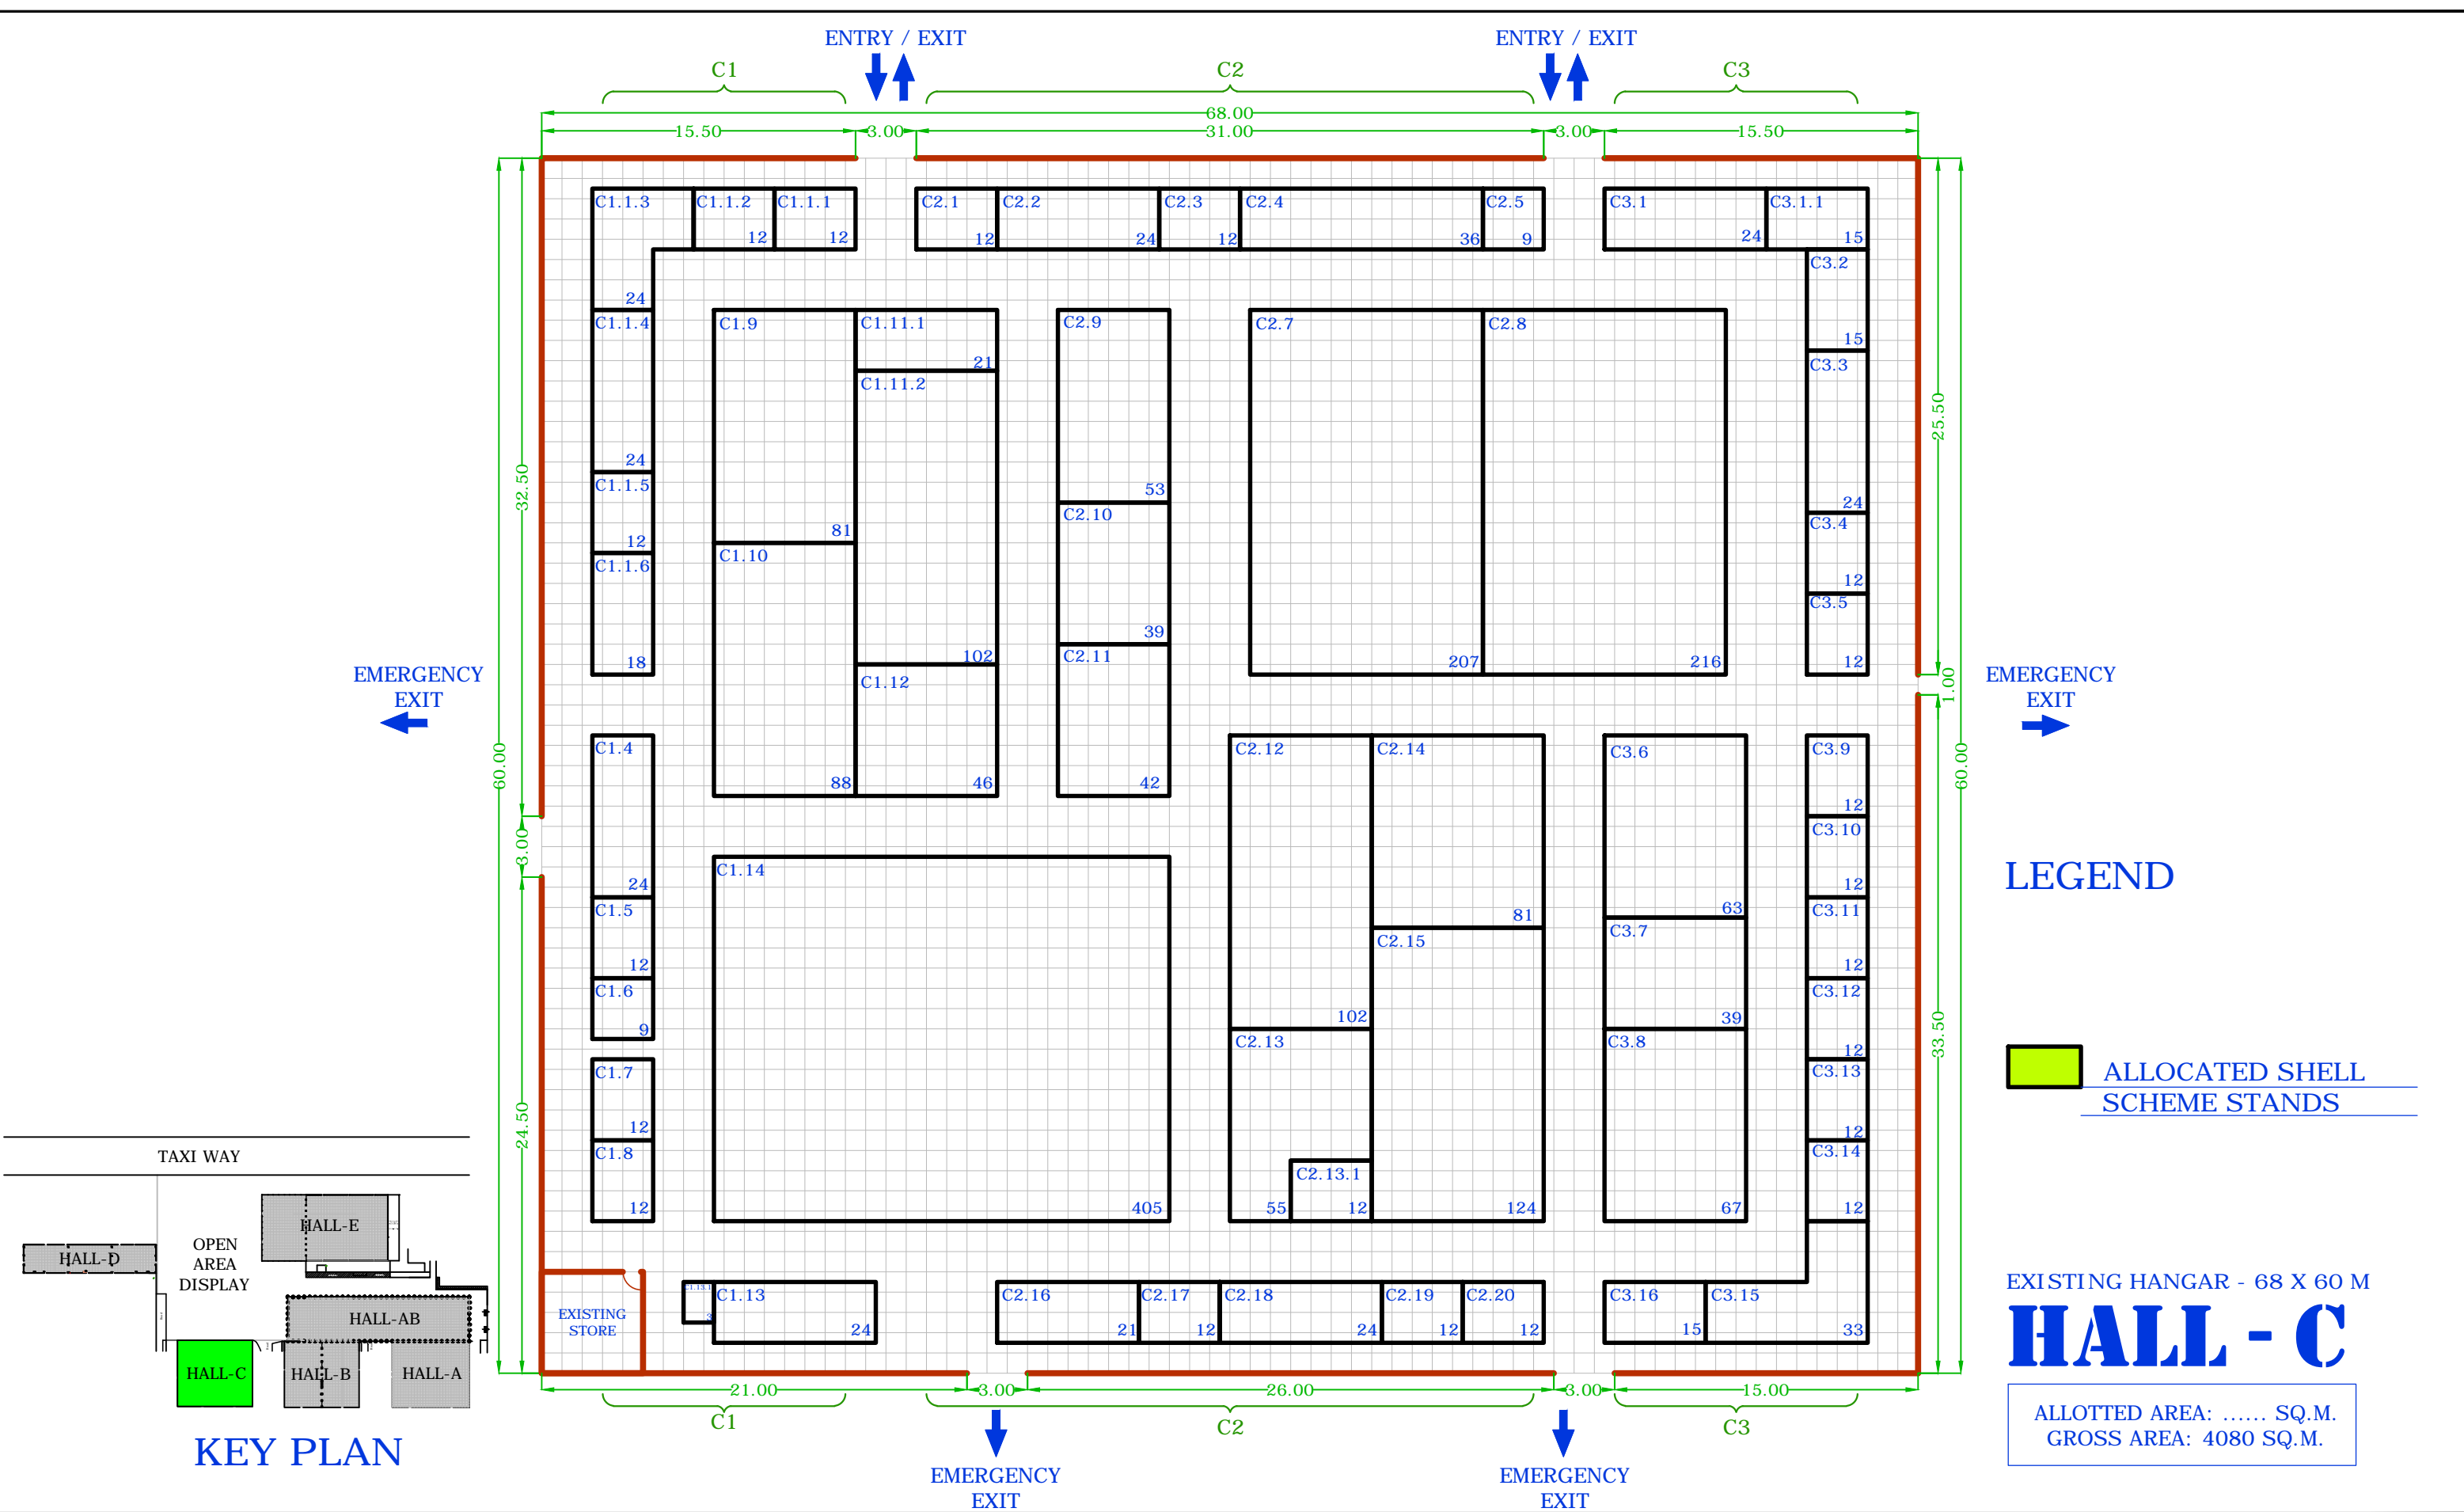 ENTRY / EXIT
ENTRY / EXIT
C1
C2
C3
68.00
15.50
3.00
31.00
3.00
15.50
C1.1.3
C1.1.2
C1.1.1
C2.1
C2.2
C2.3
C2.4
C2.5
C3.1
C3.1.1
12
12
12
24
12
36
9
24
15
C3.2
24
C1.1.4
C1.9
C1.11.1
C2.9
C2.7
C2.8
15
21
C3.3
C1.11.2
25.50
24
C1.1.5
32.50
53
24
C2.10
C3.4
81
12
C1.10
C1.1.6
12
C3.5
39
18
102
C2.11
207
216
12
C1.12
EMERGENCY
EXIT
EMERGENCY
EXIT
1.00
C1.4
C2.12
C2.14
C3.6
C3.9
60.00
60.00
88
46
42
12
C3.10
3.00
C1.14
LEGEND
24
12
C1.5
63
C3.11
81
C3.7
C2.15
12
12
C1.6
C3.12
102
39
9
C2.13
C3.8
33.50
12
C1.7
C3.13
ALLOCATED SHELL
SCHEME STANDS
24.50
12
12
C1.8
C3.14
C2.13.1
12
405
55
12
124
67
12
TAXI WAY
HALL-E
OPEN
AREA
DISPLAY
HALL-D
HALL-AB
HALL-C
HALL-B
HALL-A
KEY PLAN
EXISTING
STORE
C1.13.1
3
C1.13
24
C2.16
C2.17
C2.18
C2.19
C2.20
C3.16
C3.15
21
12
24
12
12
15
33
EXISTING HANGAR - 68 X 60 M
HALL - C
21.00
3.00
26.00
3.00
15.00
C1
C2
C3
ALLOTTED AREA: ...... SQ.M.
GROSS AREA: 4080 SQ.M.
EMERGENCY
EXIT
EMERGENCY
EXIT